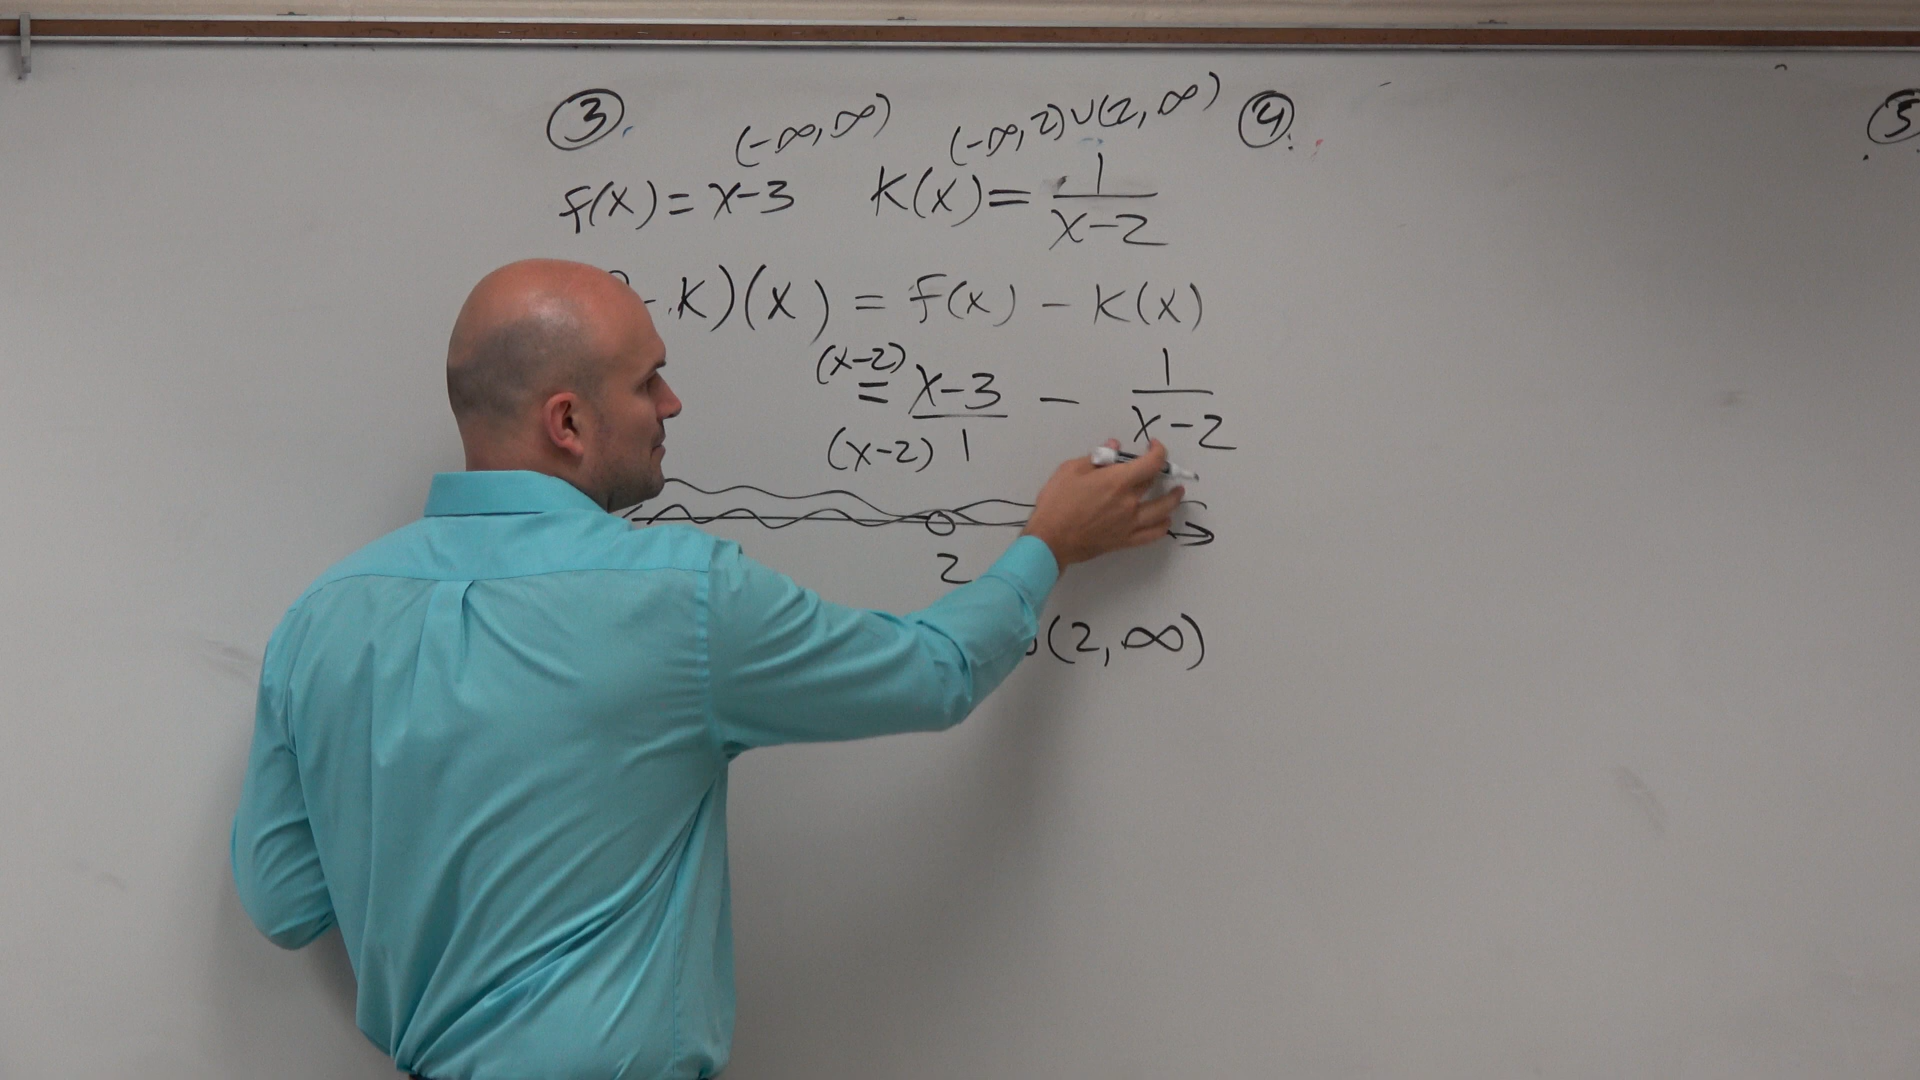 ③ (-∞, ∞) (-∞, 2) ∪ (2, ∞) ④
f(x) = x-3 K(x) = 1/(x-2)
- K)(x) = f(x) - K(x)
(x-2)
= (x-3)/1 - 1/(x-2)
(x-2)
2
∪(2, ∞)
⑤